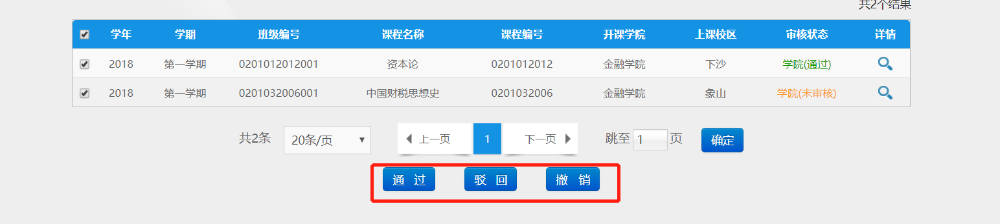 共2个结果
学年 学期 班级编号 课程名称 课程编号 开课学院 上课校区 审核状态 详情
2018 第一学期 0201012012001 资本论 0201012012 金融学院 下沙 学院(通过)
2018 第一学期 0201032006001 中国财税思想史 0201032006 金融学院 象山 学院(未审核)
共2条 20条/页 上一页 1 下一页 跳至 1 页 确定
通 过 驳 回 撤 销